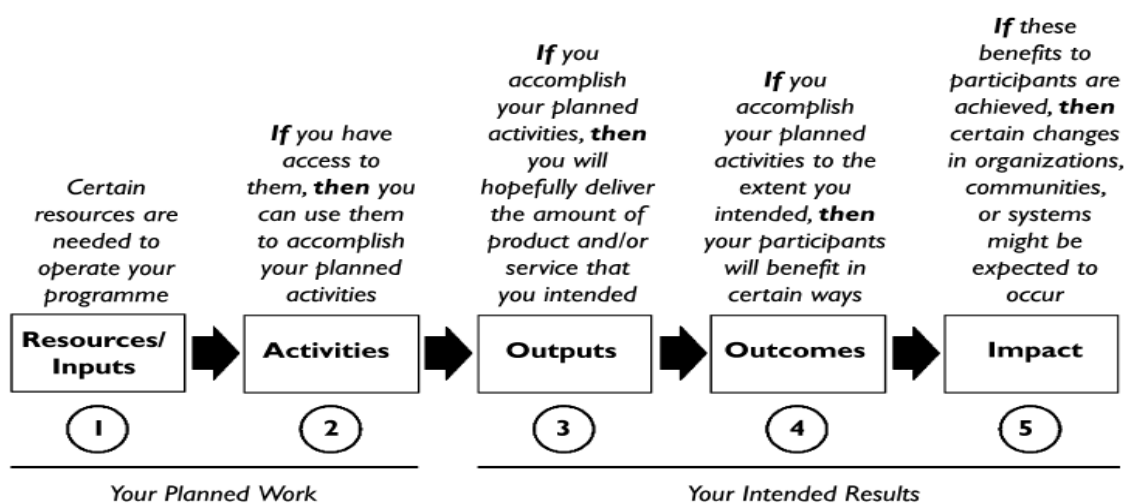 Certain
resources are
needed to
operate your
programme
If you have
access to
them, then you
can use them
to accomplish
your planned
activities
If you
accomplish
your planned
activities, then
you will
hopefully deliver
the amount of
product and/or
service that
you intended
If you
accomplish
your planned
activities to the
extent you
intended, then
your participants
will benefit in
certain ways
If these
benefits to
participants are
achieved, then
certain changes
in organizations,
communities,
or systems
might be
expected to
occur
Resources/
Inputs
Activities
Outputs
Outcomes
Impact
1
2
3
4
5
Your Planned Work
Your Intended Results